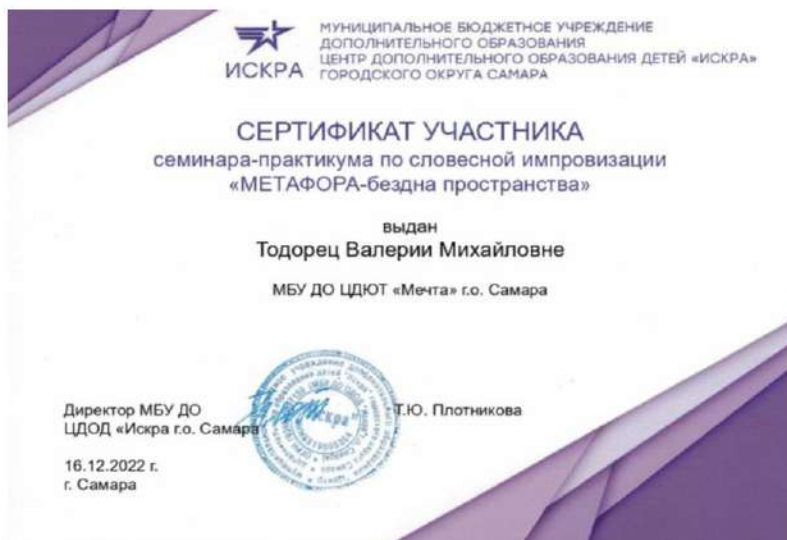 ИСКРА
МУНИЦИПАЛЬНОЕ БЮДЖЕТНОЕ УЧРЕЖДЕНИЕ
ДОПОЛНИТЕЛЬНОГО ОБРАЗОВАНИЯ
ЦЕНТР ДОПОЛНИТЕЛЬНОГО ОБРАЗОВАНИЯ ДЕТЕЙ «ИСКРА»
ГОРОДСКОГО ОКРУГА САМАРА
СЕРТИФИКАТ УЧАСТНИКА
семинара-практикума по словесной импровизации
«МЕТАФОРА-бездна пространства»
выдан
Тодорец Валерии Михайловне
МБУ ДО ЦДЮТ «Мечта» г.о. Самара
Директор МБУ ДО
ЦДОД «Искра г.о. Самара
Т.Ю. Плотникова
"Искра"
16.12.2022 г.
г. Самара